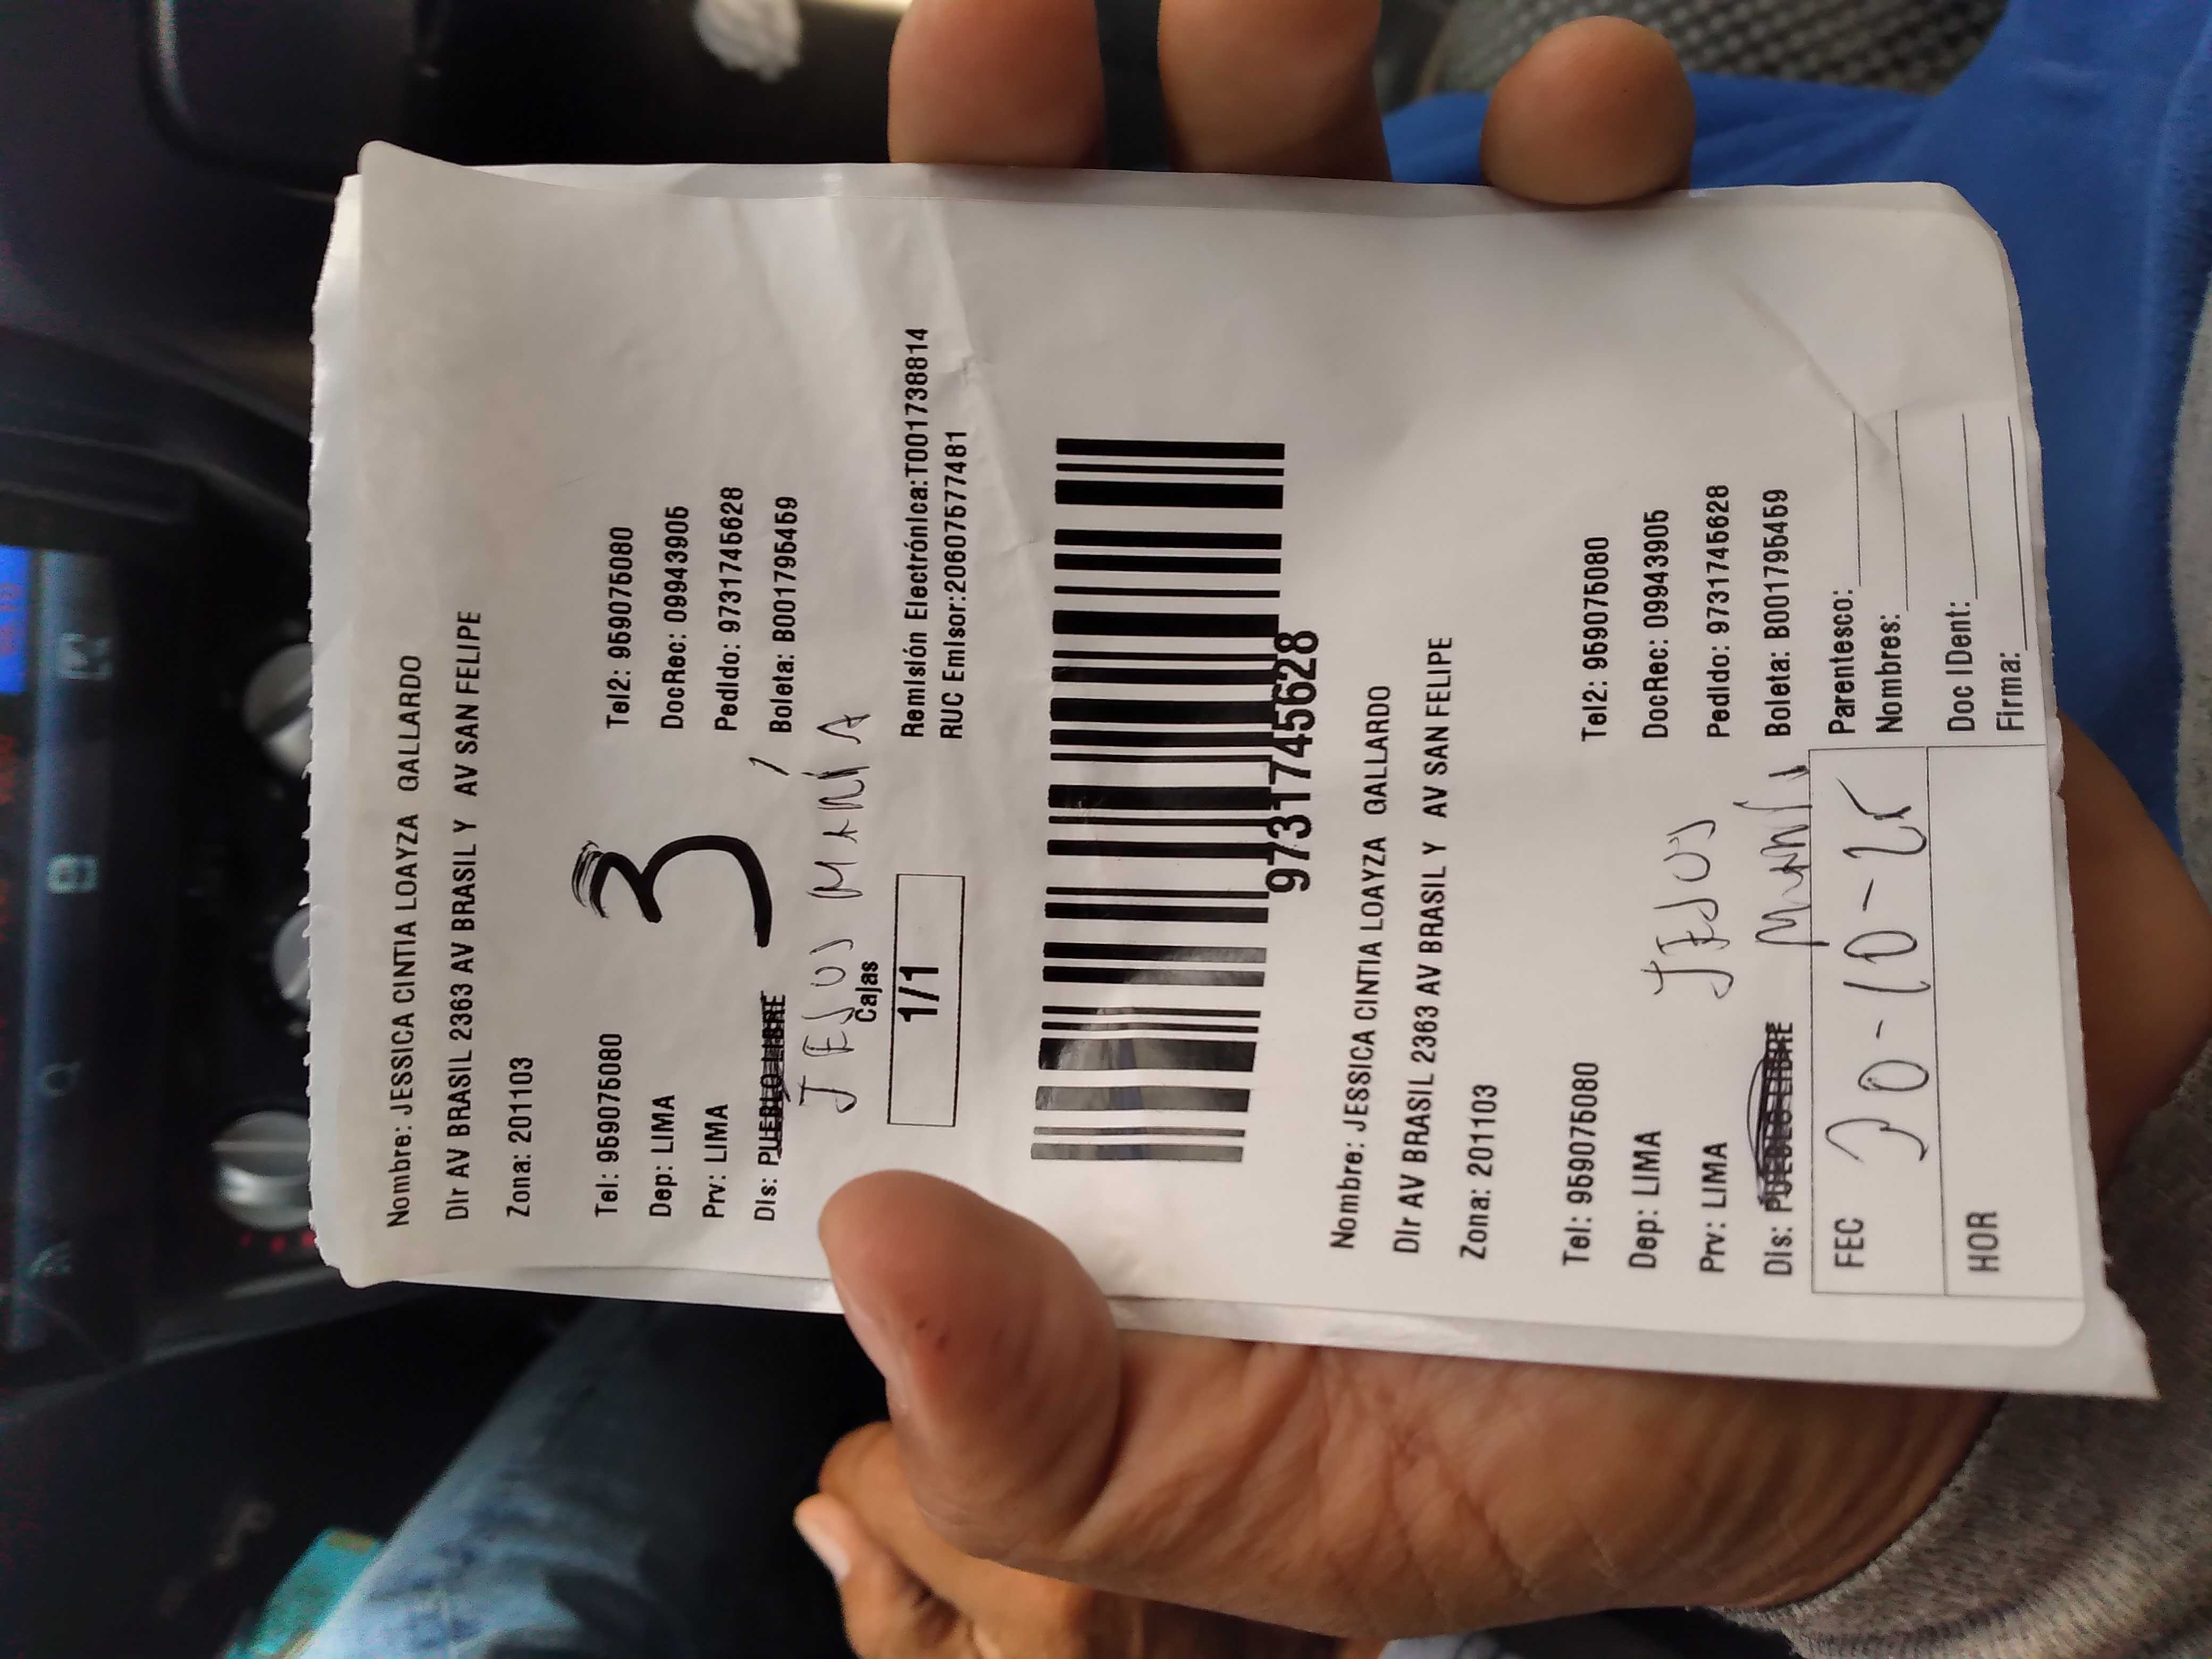 Nombre: JESSICA CINTIA LOAYZA GALLARDO
Dir AV BRASIL 2363 AV BRASIL Y AV SAN FELIPE
Zona: 201103
Tel: 959075080 Tel2: 959075080
Dep: LIMA DocRec: 09943905
3
Prv: LIMA Pedido: 9731745628
Dis: PUEBLO LIBRE Boleta: B001795459
JESUS MARÍA
Cajas
1/1
Remisión Electrónica:T001738814
RUC Emisor:20607577481
9731745628
Nombre: JESSICA CINTIA LOAYZA GALLARDO
Dir AV BRASIL 2363 AV BRASIL Y AV SAN FELIPE
Zona: 201103
Tel: 959075080 Tel2: 959075080
Dep: LIMA DocRec: 09943905
JESUS
Prv: LIMA Pedido: 9731745628
Dis: PUEBLO LIBRE MARÍA Boleta: B001795459
FEC 20-10-25 Parentesco:
Nombres:
HOR Doc IDent:
Firma: